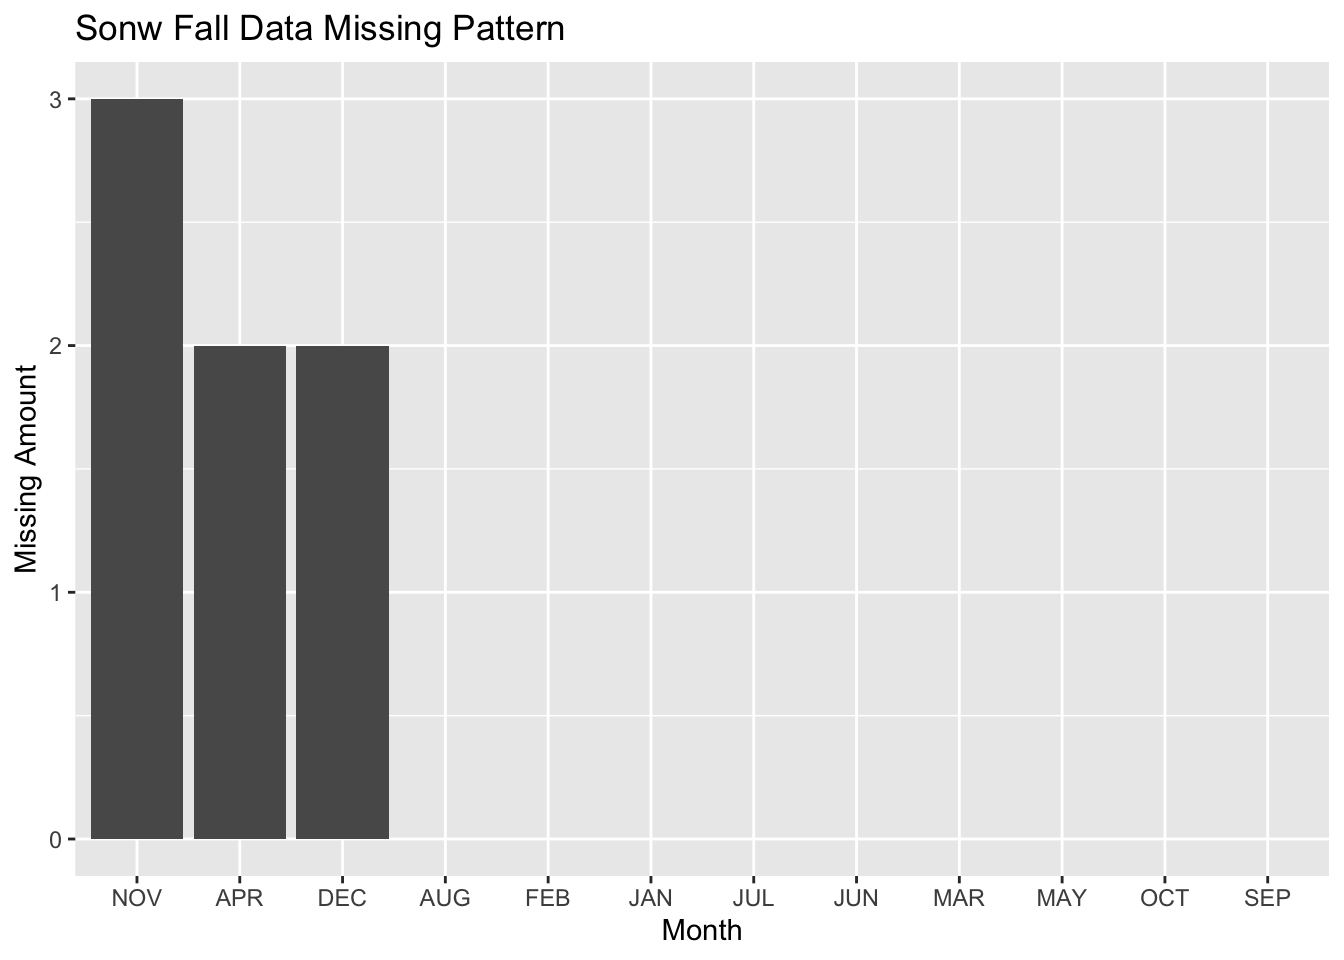 Sonw Fall Data Missing Pattern
3
2
1
0
Missing Amount
NOV APR DEC AUG FEB JAN JUL JUN MAR MAY OCT SEP
Month